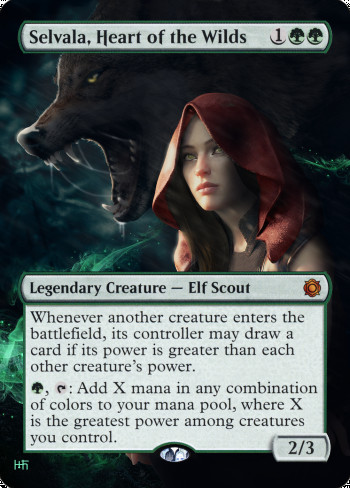 Selvala, Heart of the Wilds 1
Legendary Creature — Elf Scout
Whenever another creature enters the
battlefield, its controller may draw a
card if its power is greater than each
other creature's power.
, : Add X mana in any combination
of colors to your mana pool, where X
is the greatest power among creatures
you control.
2/3